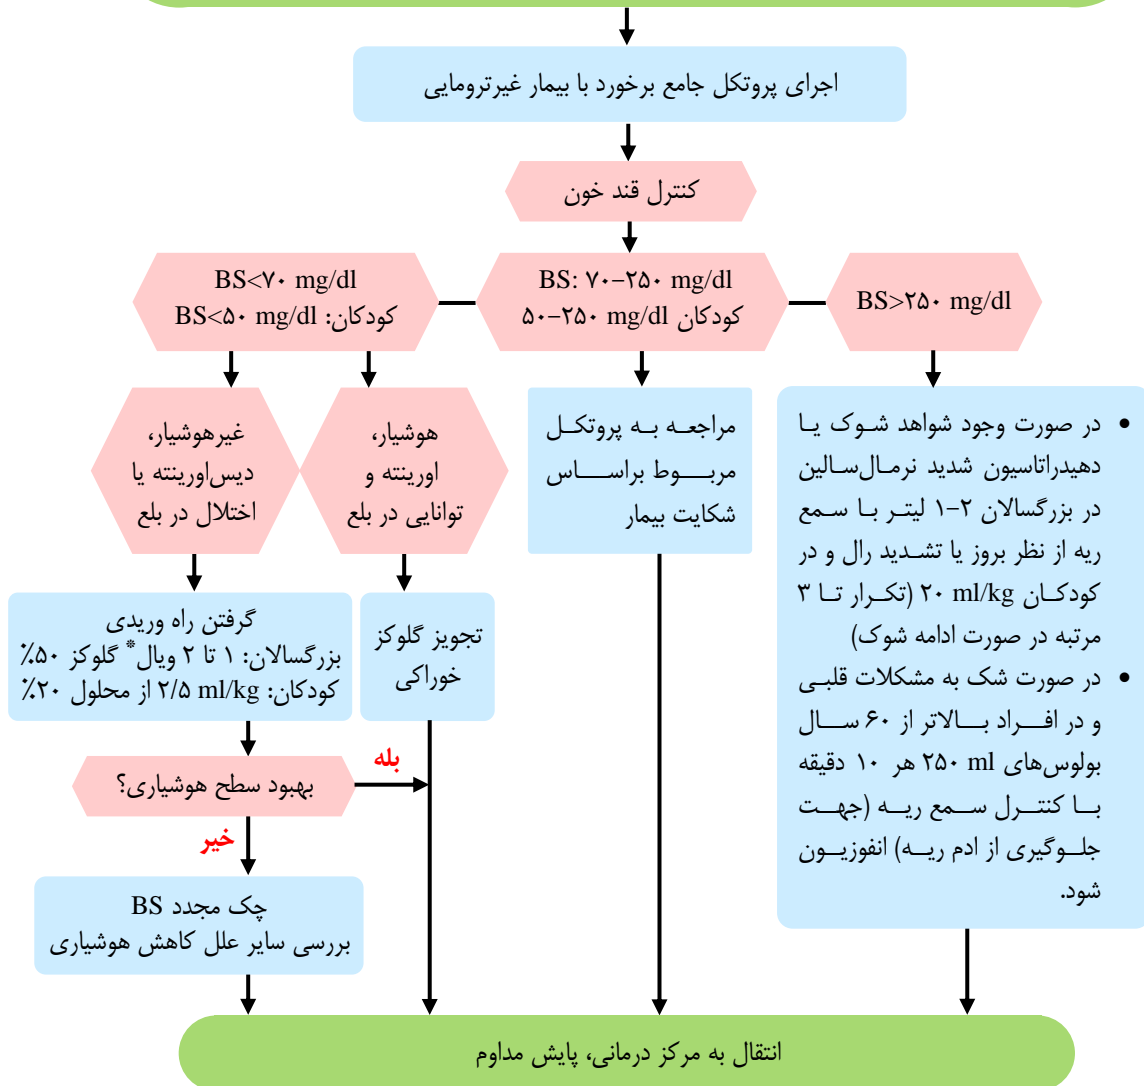 اجرای پروتکل جامع برخورد با بیمار غیرترومایی
کنترل قند خون
BS>۲۵۰ mg/dl
BS: ۷۰–۲۵۰ mg/dl
کودکان ۵۰–۲۵۰ mg/dl
BS<۷۰ mg/dl
کودکان: BS<۵۰ mg/dl
• در صورت وجود شواهد شوک یا
دهیدراتاسیون شدید نرمال‌سالین
در بزرگسالان ۲–۱ لیتر با سمع
ریه از نظر بروز یا تشدید رال و در
کودکان ۲۰ ml/kg (تکرار تا ۳
مرتبه در صورت ادامه شوک)
• در صورت شک به مشکلات قلبی
و در افراد بالاتر از ۶۰ سال
بولوس‌های ۲۵۰ ml هر ۱۰ دقیقه
با کنترل سمع ریه (جهت
جلوگیری از ادم ریه) انفوزیون
شود.
مراجعه به پروتکل
مربوط براساس
شکایت بیمار
هوشیار،
اورینته و
توانایی در بلع
غیرهوشیار،
دیس‌اورینته یا
اختلال در بلع
تجویز گلوکز
خوراکی
گرفتن راه وریدی
بزرگسالان: ۱ تا ۲ ویال* گلوکز ۵۰٪
کودکان: ۲/۵ ml/kg از محلول ۲۰٪
بهبود سطح هوشیاری؟
بله
خیر
چک مجدد BS
بررسی سایر علل کاهش هوشیاری
انتقال به مرکز درمانی، پایش مداوم